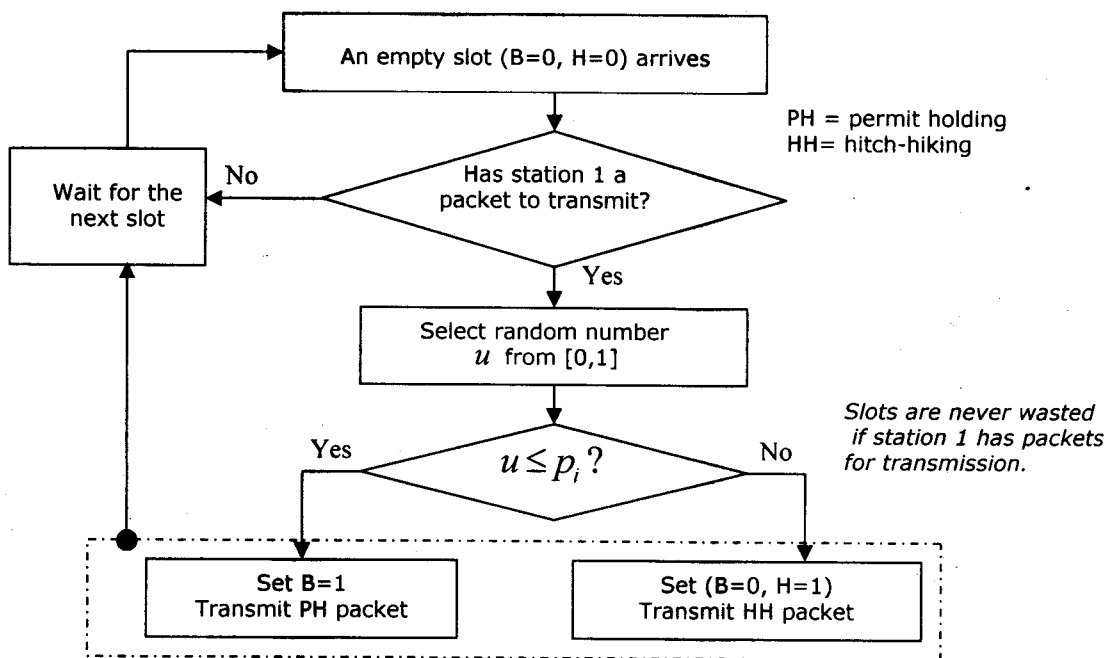 An empty slot (B=0, H=0) arrives
PH = permit holding
HH= hitch-hiking
Has station 1 a
packet to transmit?
No
Wait for the
next slot
Yes
Select random number
u from [0,1]
Slots are never wasted
if station 1 has packets
for transmission.
Yes
u ≤ p_i ?
No
Set B=1
Transmit PH packet
Set (B=0, H=1)
Transmit HH packet